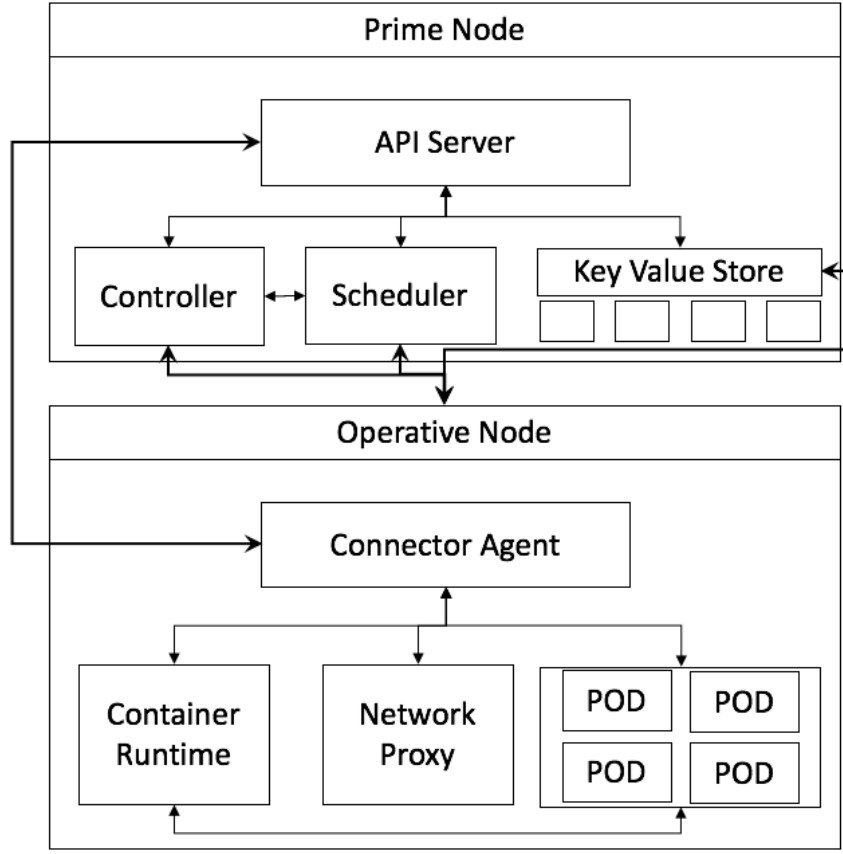 Prime Node
API Server
Controller
Scheduler
Key Value Store
Operative Node
Connector Agent
Container
Runtime
Network
Proxy
POD
POD
POD
POD